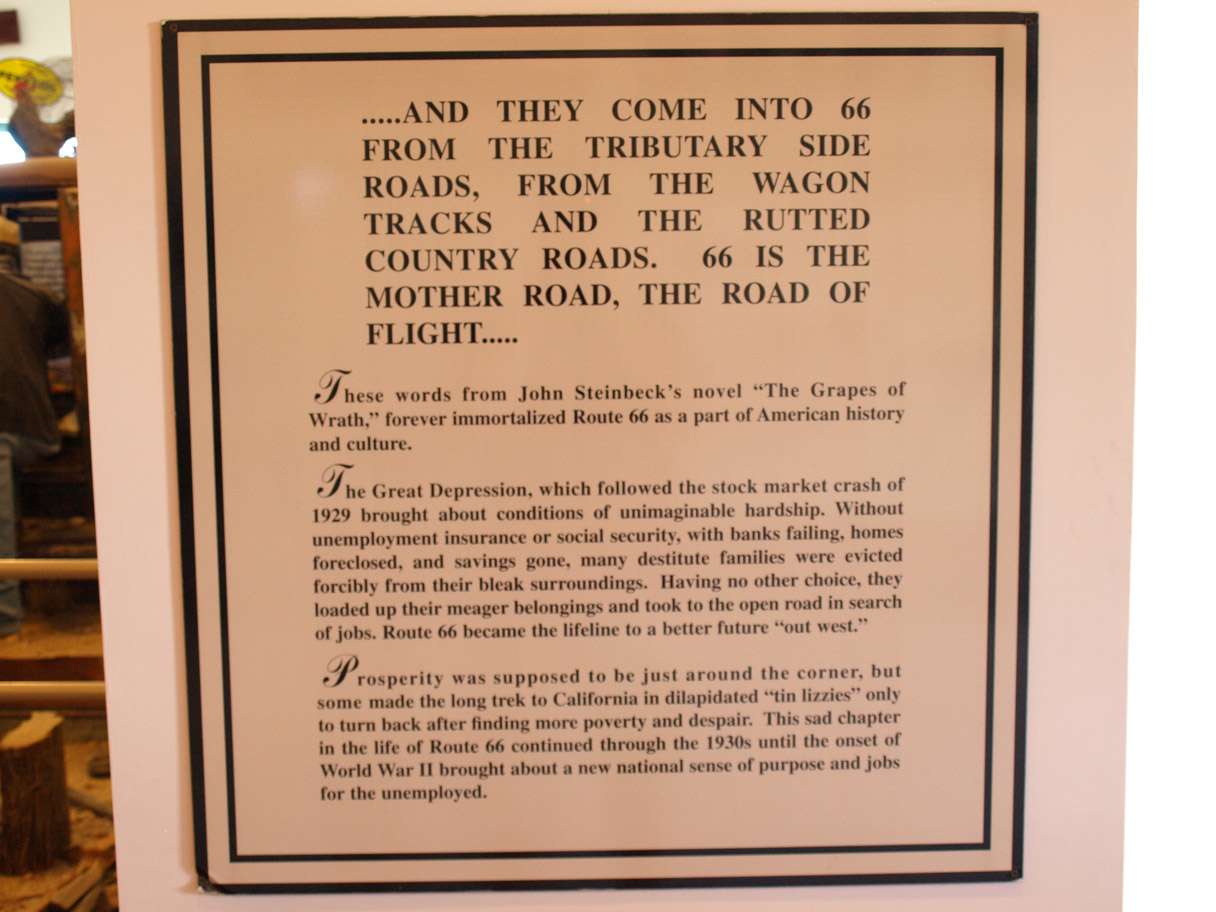 .....AND THEY COME INTO 66
FROM THE TRIBUTARY SIDE
ROADS, FROM THE WAGON
TRACKS AND THE RUTTED
COUNTRY ROADS. 66 IS THE
MOTHER ROAD, THE ROAD OF
FLIGHT.....
These words from John Steinbeck's novel “The Grapes of
Wrath,” forever immortalized Route 66 as a part of American history
and culture.
The Great Depression, which followed the stock market crash of
1929 brought about conditions of unimaginable hardship. Without
unemployment insurance or social security, with banks failing, homes
foreclosed, and savings gone, many destitute families were evicted
forcibly from their bleak surroundings. Having no other choice, they
loaded up their meager belongings and took to the open road in search
of jobs. Route 66 became the lifeline to a better future “out west.”
Prosperity was supposed to be just around the corner, but
some made the long trek to California in dilapidated “tin lizzies” only
to turn back after finding more poverty and despair. This sad chapter
in the life of Route 66 continued through the 1930s until the onset of
World War II brought about a new national sense of purpose and jobs
for the unemployed.